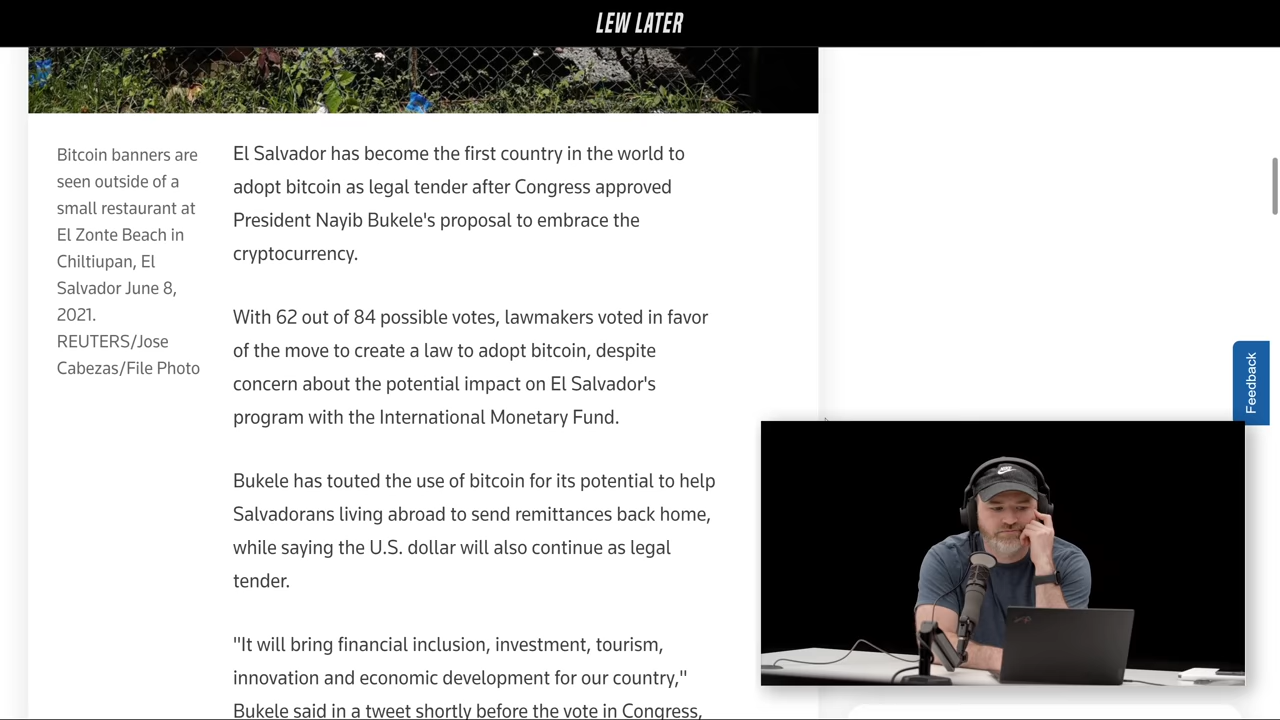 LEW LATER
Bitcoin banners are
seen outside of a
small restaurant at
El Zonte Beach in
Chiltiupan, El
Salvador June 8,
2021.
REUTERS/Jose
Cabezas/File Photo
El Salvador has become the first country in the world to
adopt bitcoin as legal tender after Congress approved
President Nayib Bukele's proposal to embrace the
cryptocurrency.
With 62 out of 84 possible votes, lawmakers voted in favor
of the move to create a law to adopt bitcoin, despite
concern about the potential impact on El Salvador's
program with the International Monetary Fund.
Bukele has touted the use of bitcoin for its potential to help
Salvadorans living abroad to send remittances back home,
while saying the U.S. dollar will also continue as legal
tender.
"It will bring financial inclusion, investment, tourism,
innovation and economic development for our country,"
Bukele said in a tweet shortly before the vote in Congress,
Feedback